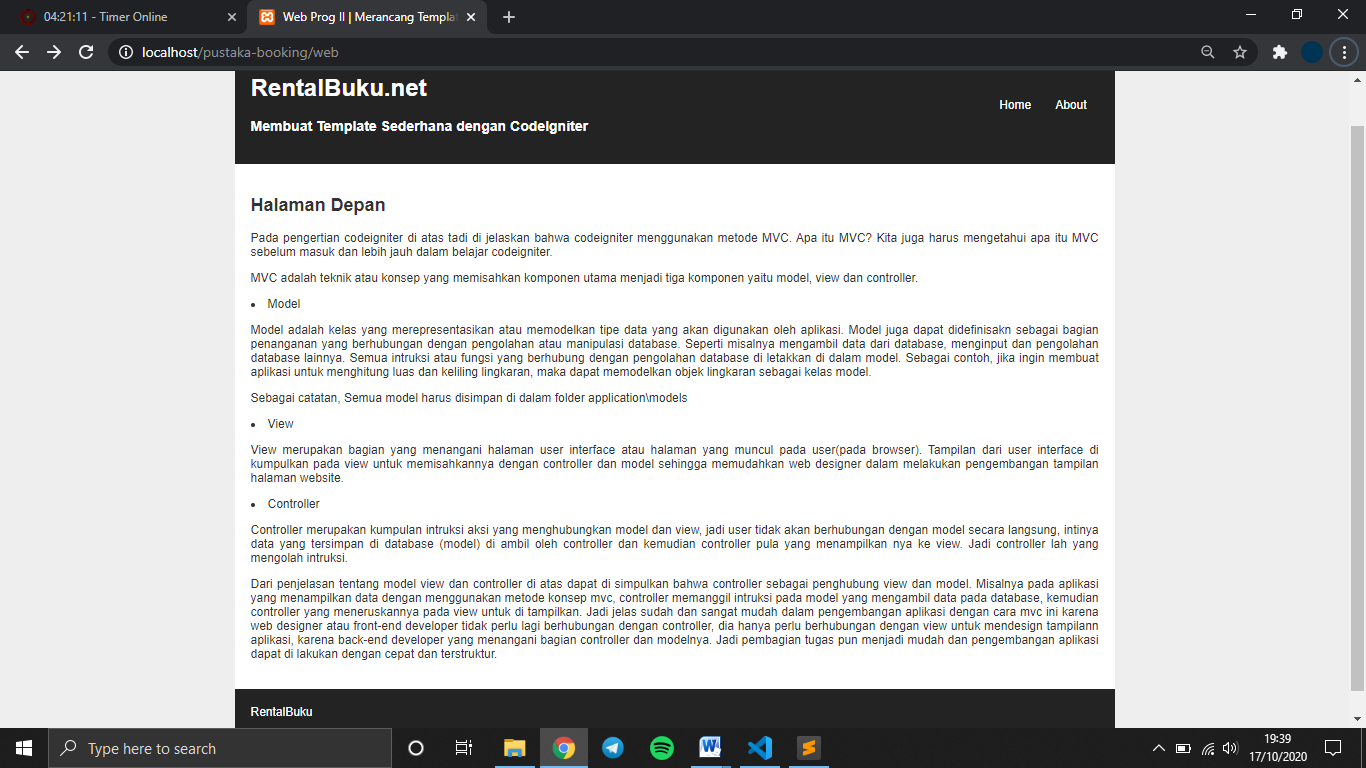 04:21:11 - Timer Online
Web Prog II | Merancang Templa
localhost/pustaka-booking/web
RentalBuku.net
Home
About
Membuat Template Sederhana dengan CodeIgniter
Halaman Depan
Pada pengertian codeigniter di atas tadi di jelaskan bahwa codeigniter menggunakan metode MVC. Apa itu MVC? Kita juga harus mengetahui apa itu MVC
sebelum masuk dan lebih jauh dalam belajar codeigniter.
MVC adalah teknik atau konsep yang memisahkan komponen utama menjadi tiga komponen yaitu model, view dan controller.
• Model
Model adalah kelas yang merepresentasikan atau memodelkan tipe data yang akan digunakan oleh aplikasi. Model juga dapat didefinisakn sebagai bagian
penanganan yang berhubungan dengan pengolahan atau manipulasi database. Seperti misalnya mengambil data dari database, menginput dan pengolahan
database lainnya. Semua intruksi atau fungsi yang berhubung dengan pengolahan database di letakkan di dalam model. Sebagai contoh, jika ingin membuat
aplikasi untuk menghitung luas dan keliling lingkaran, maka dapat memodelkan objek lingkaran sebagai kelas model.
Sebagai catatan, Semua model harus disimpan di dalam folder application\models
• View
View merupakan bagian yang menangani halaman user interface atau halaman yang muncul pada user(pada browser). Tampilan dari user interface di
kumpulkan pada view untuk memisahkannya dengan controller dan model sehingga memudahkan web designer dalam melakukan pengembangan tampilan
halaman website.
• Controller
Controller merupakan kumpulan intruksi aksi yang menghubungkan model dan view, jadi user tidak akan berhubungan dengan model secara langsung, intinya
data yang tersimpan di database (model) di ambil oleh controller dan kemudian controller pula yang menampilkan nya ke view. Jadi controller lah yang
mengolah intruksi.
Dari penjelasan tentang model view dan controller di atas dapat di simpulkan bahwa controller sebagai penghubung view dan model. Misalnya pada aplikasi
yang menampilkan data dengan menggunakan metode konsep mvc, controller memanggil intruksi pada model yang mengambil data pada database, kemudian
controller yang meneruskannya pada view untuk di tampilkan. Jadi jelas sudah dan sangat mudah dalam pengembangan aplikasi dengan cara mvc ini karena
web designer atau front-end developer tidak perlu lagi berhubungan dengan controller, dia hanya perlu berhubungan dengan view untuk mendesign tampilann
aplikasi, karena back-end developer yang menangani bagian controller dan modelnya. Jadi pembagian tugas pun menjadi mudah dan pengembangan aplikasi
dapat di lakukan dengan cepat dan terstruktur.
RentalBuku
Type here to search
19:39
17/10/2020